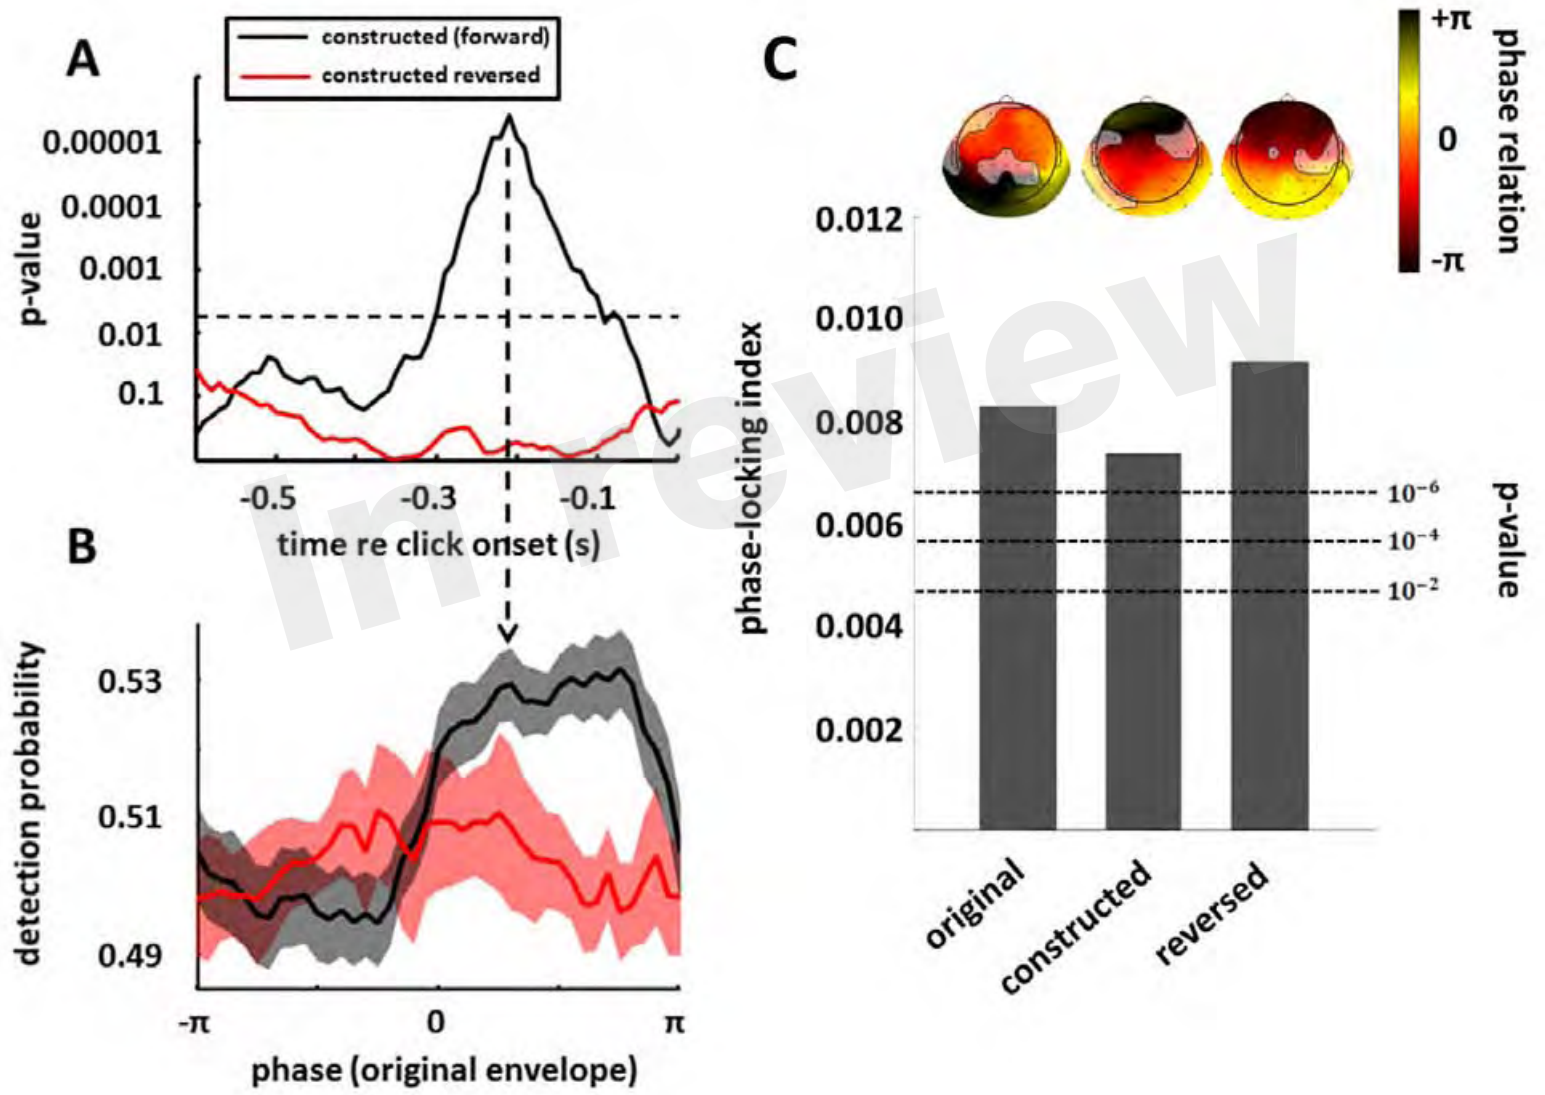 A
constructed (forward)
constructed reversed
p-value
0.00001
0.0001
0.001
0.01
0.1
-0.5
-0.3
-0.1
time re click onset (s)
B
detection probability
0.53
0.51
0.49
-π
0
π
phase (original envelope)
C
+π
0
-π
phase relation
phase-locking index
0.012
0.010
0.008
0.006
0.004
0.002
10⁻⁶
10⁻⁴
10⁻²
p-value
original
constructed
reversed
In review